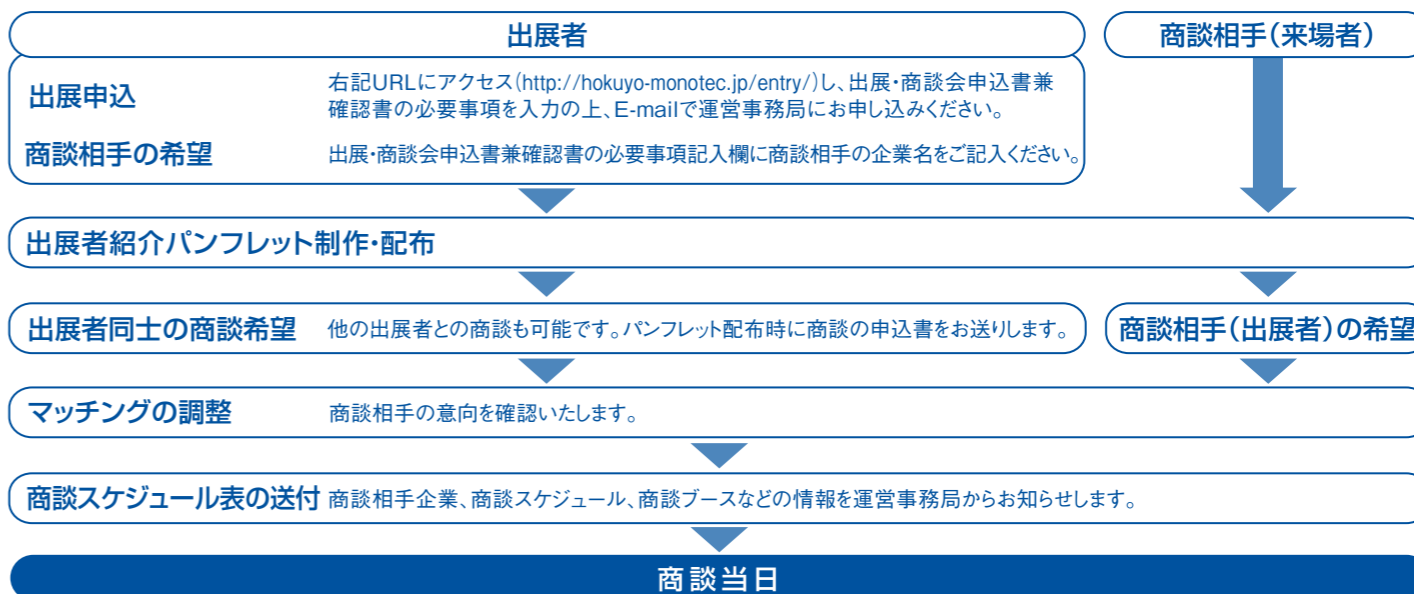 出展者
商談相手(来場者)
出展申込
右記URLにアクセス(http://hokuyo-monotec.jp/entry/)し、出展・商談会申込書兼
確認書の必要事項を入力の上、E-mailで運営事務局にお申し込みください。
商談相手の希望
出展・商談会申込書兼確認書の必要事項記入欄に商談相手の企業名をご記入ください。
出展者紹介パンフレット制作・配布
出展者同士の商談希望
他の出展者との商談も可能です。パンフレット配布時に商談の申込書をお送りします。
商談相手(出展者)の希望
マッチングの調整
商談相手の意向を確認いたします。
商談スケジュール表の送付
商談相手企業、商談スケジュール、商談ブースなどの情報を運営事務局からお知らせします。
商談当日